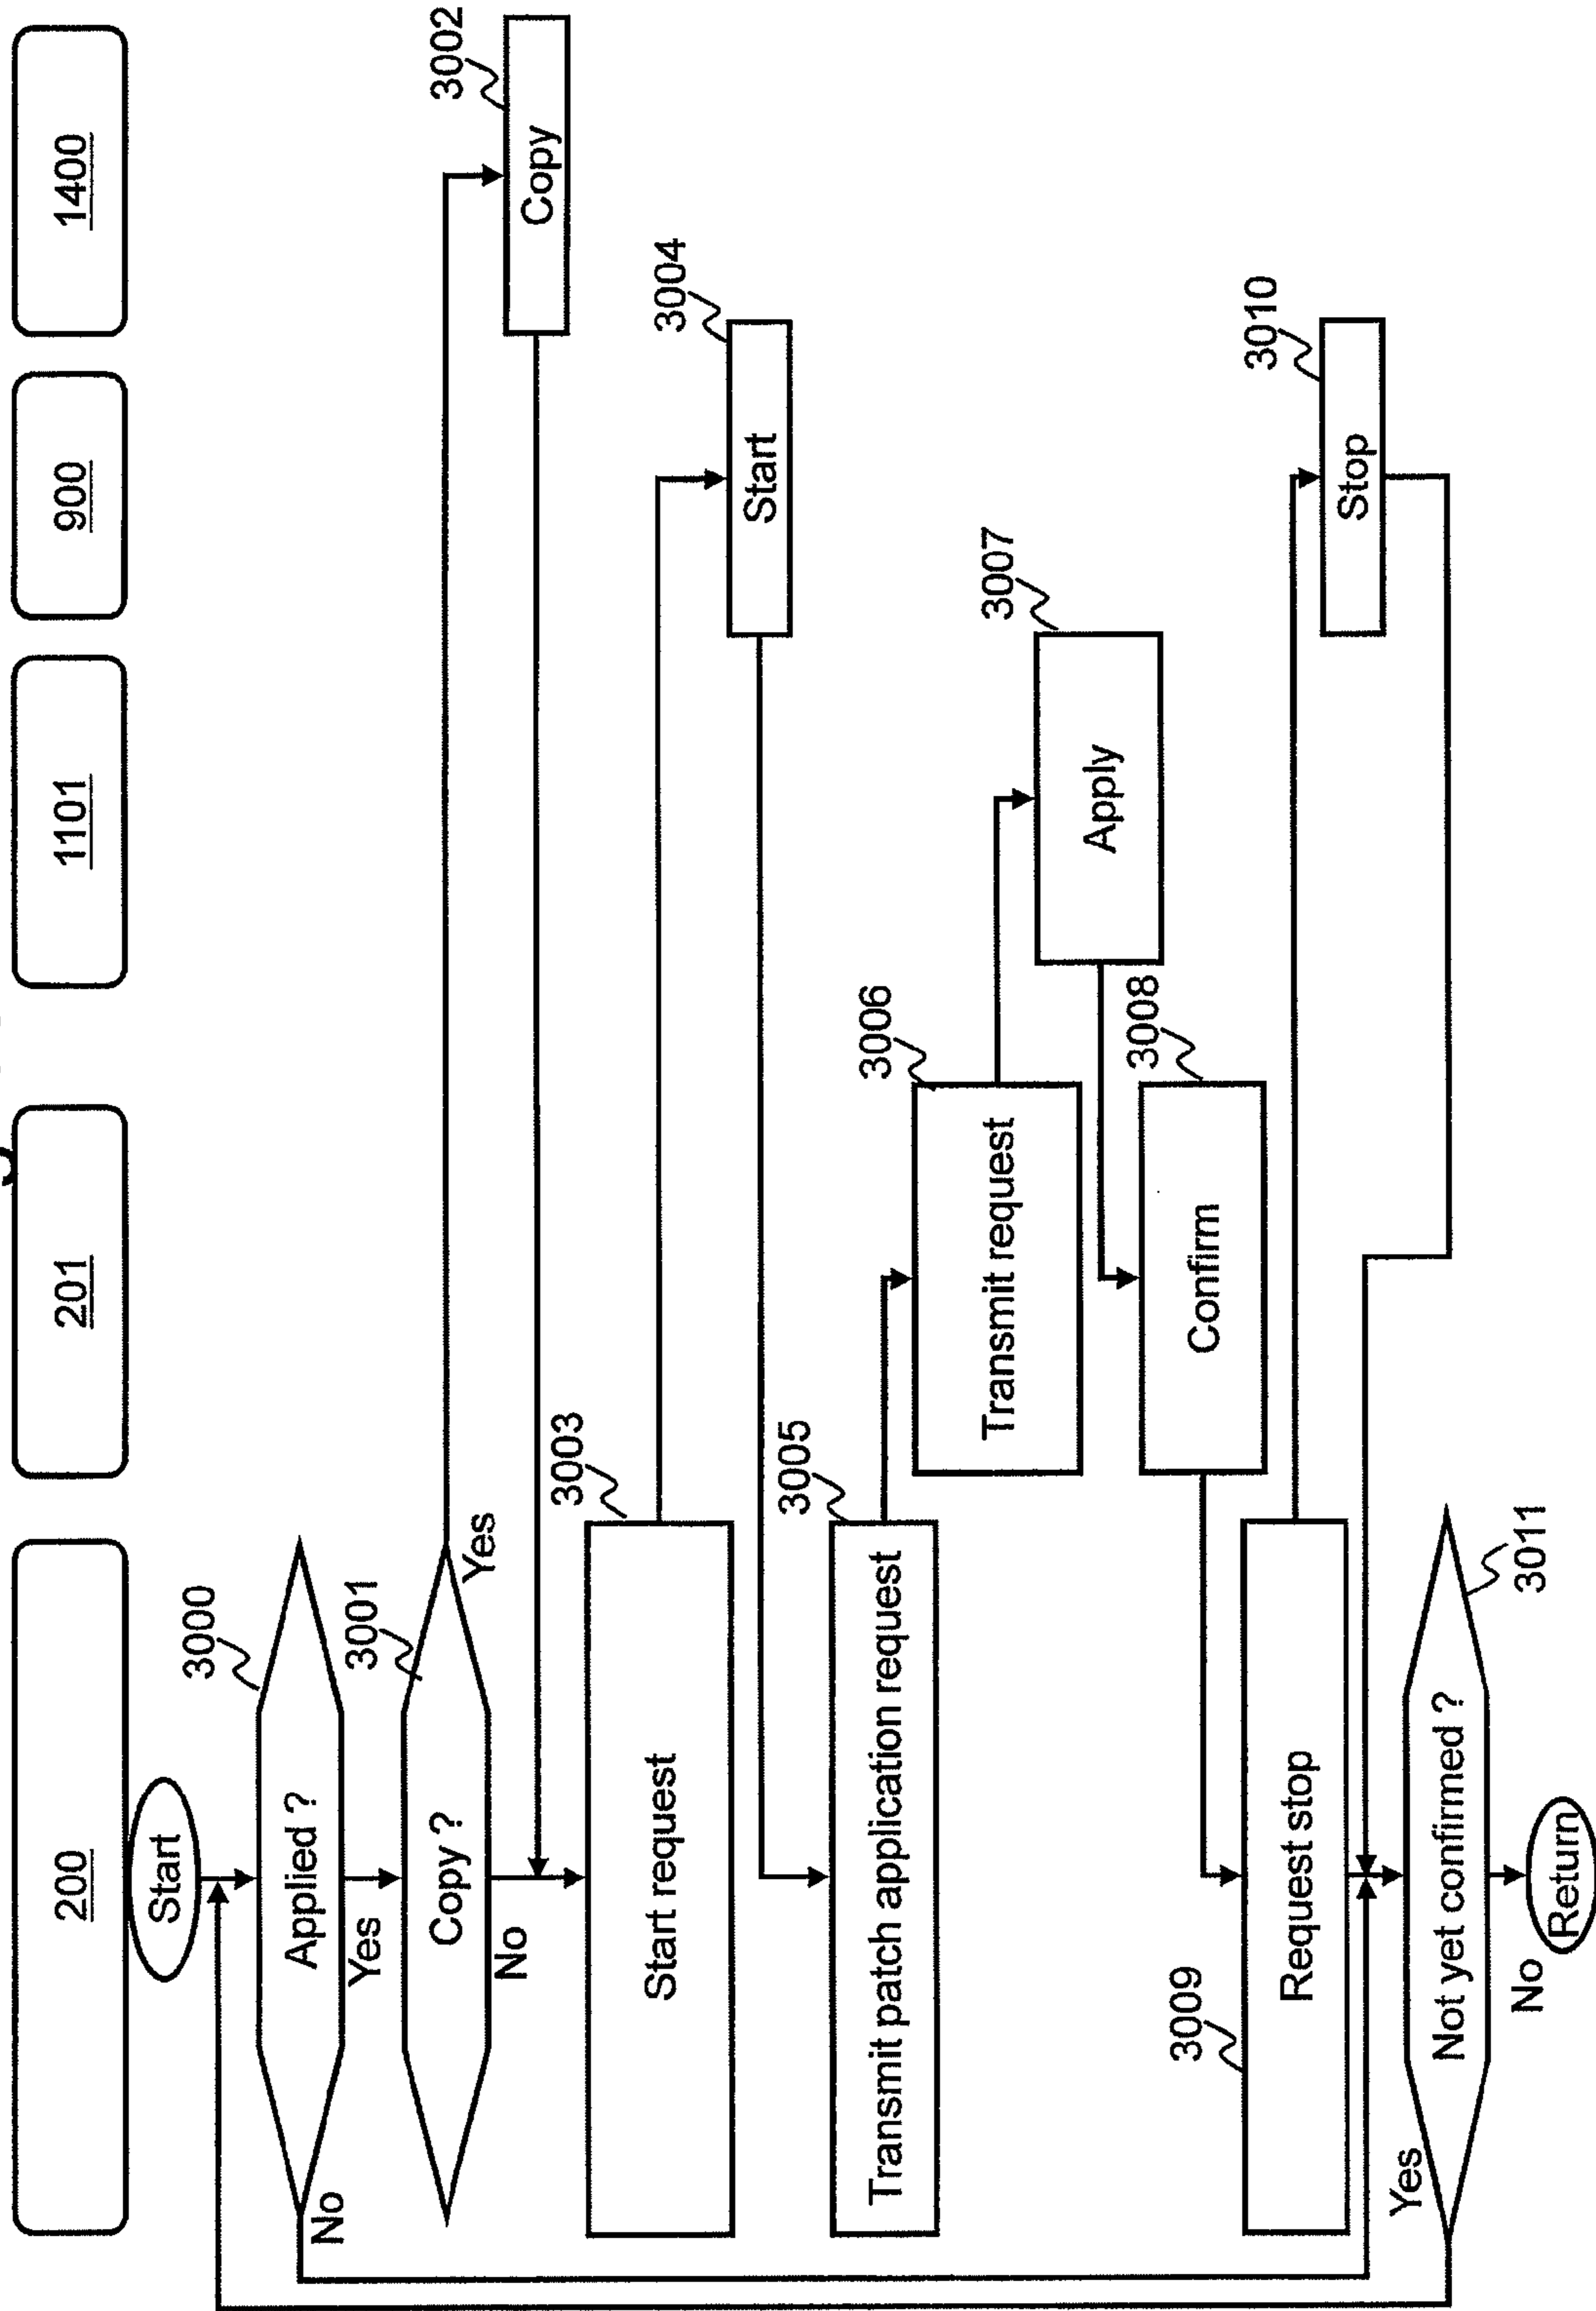 200
201
1101
900
1400
Start
3000
Applied ?
No
Yes
3001
Copy ?
Yes
No
3002
Copy
3003
Start request
3004
Start
3005
Transmit patch application request
3006
Transmit request
3007
Apply
3008
Confirm
3009
Request stop
3010
Stop
Yes
Not yet confirmed ?
3011
No
Return